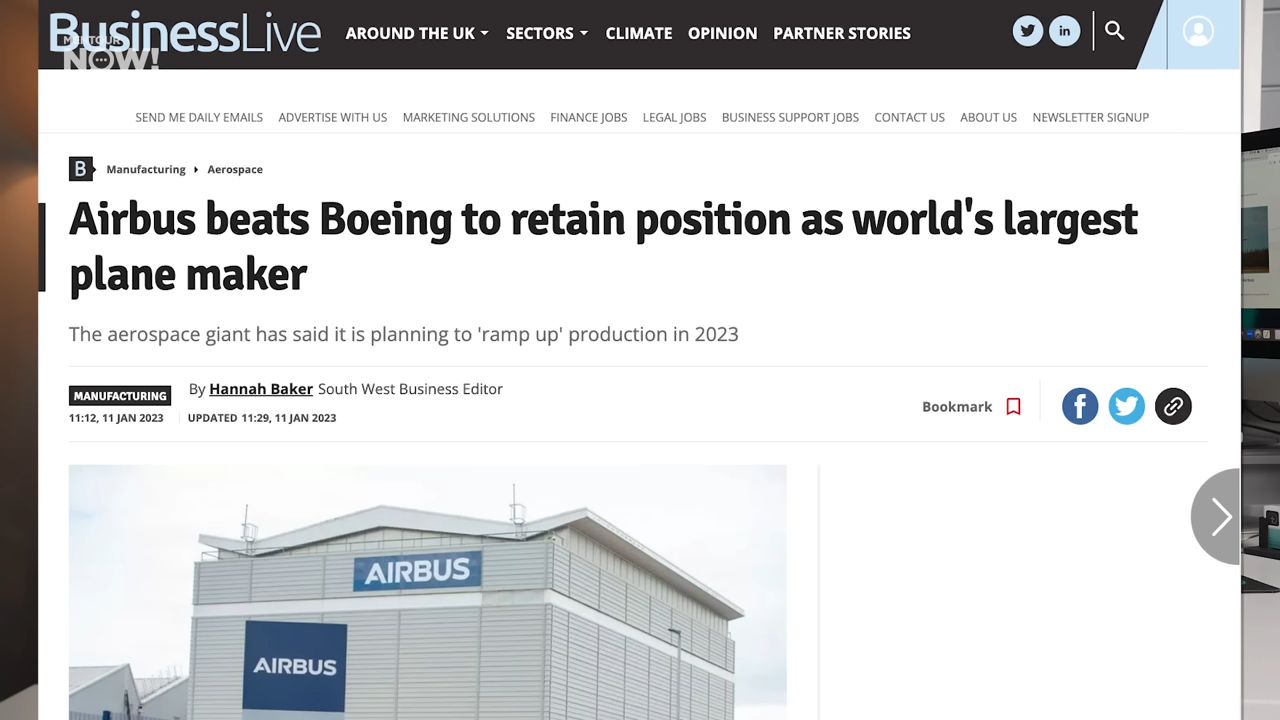 BusinessLive
MENTOUR
NOW!
AROUND THE UK
SECTORS
CLIMATE
OPINION
PARTNER STORIES
in
SEND ME DAILY EMAILS
ADVERTISE WITH US
MARKETING SOLUTIONS
FINANCE JOBS
LEGAL JOBS
BUSINESS SUPPORT JOBS
CONTACT US
ABOUT US
NEWSLETTER SIGNUP
B
Manufacturing
Aerospace
Airbus beats Boeing to retain position as world's largest
plane maker
The aerospace giant has said it is planning to 'ramp up' production in 2023
MANUFACTURING
By Hannah Baker South West Business Editor
11:12, 11 JAN 2023
UPDATED 11:29, 11 JAN 2023
Bookmark
AIRBUS
AIRBUS